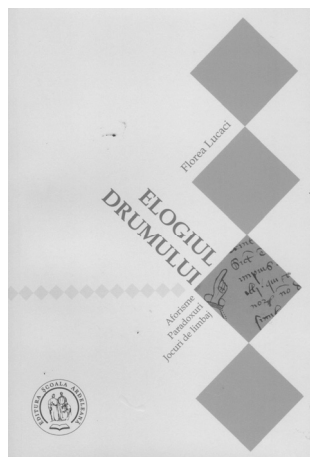 Florea Lucaci
ELOGIUL
DRUMULUI
Aforisme
Paradoxuri
Jocuri de limbaj
EDITURA ȘCOALA ARDELEANĂ